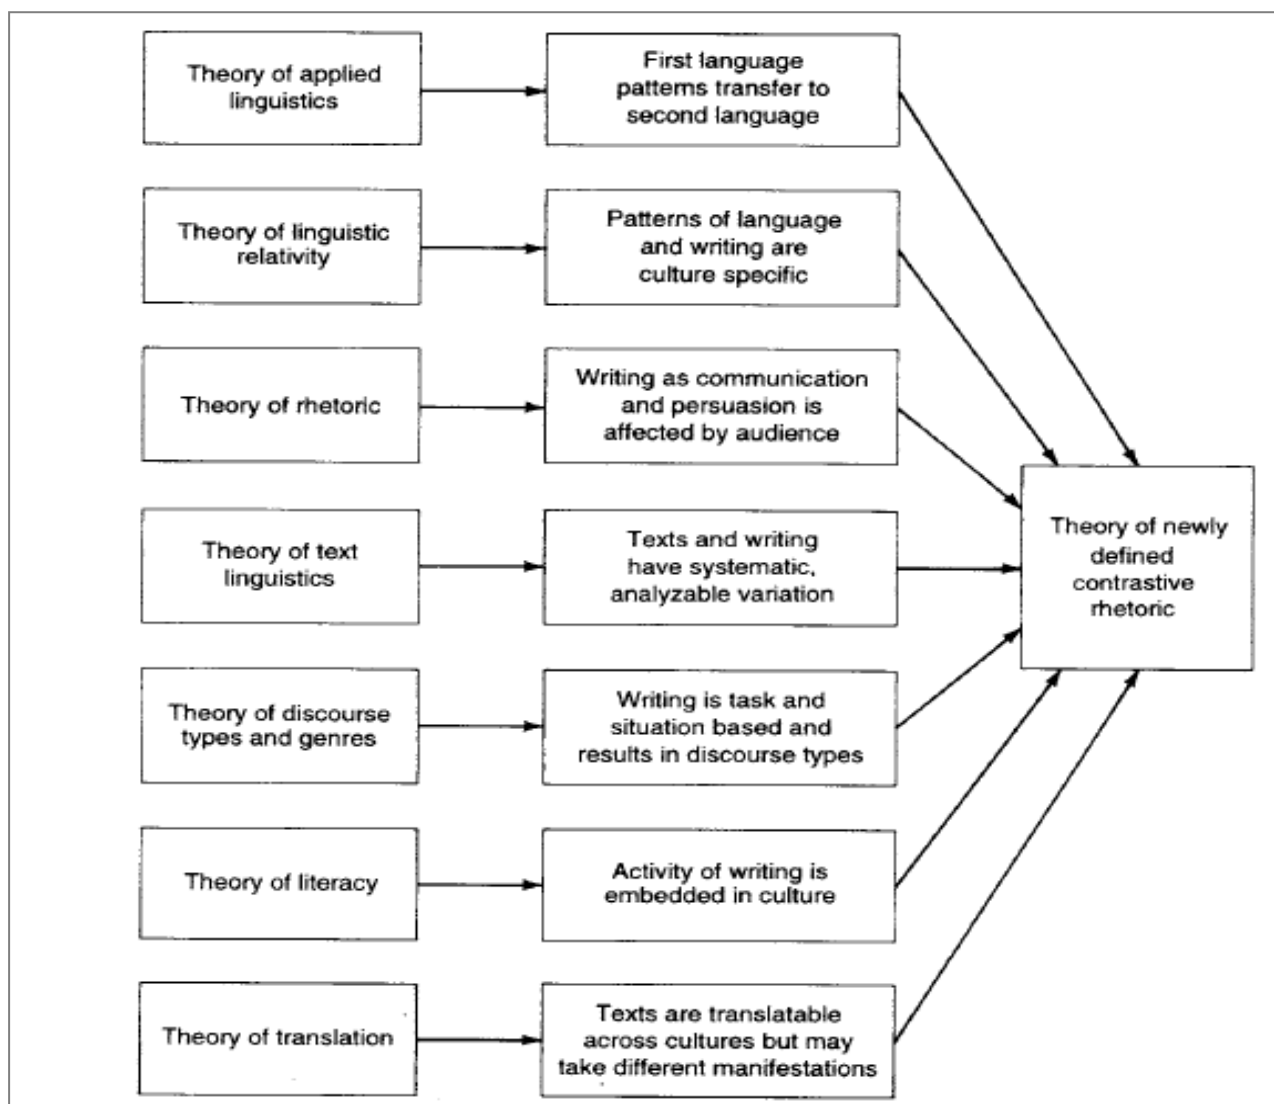 Theory of applied
linguistics
First language
patterns transfer to
second language
Theory of linguistic
relativity
Patterns of language
and writing are
culture specific
Theory of rhetoric
Writing as communication
and persuasion is
affected by audience
Theory of text
linguistics
Texts and writing
have systematic,
analyzable variation
Theory of newly
defined
contrastive
rhetoric
Theory of discourse
types and genres
Writing is task and
situation based and
results in discourse types
Theory of literacy
Activity of writing is
embedded in culture
Theory of translation
Texts are translatable
across cultures but may
take different manifestations